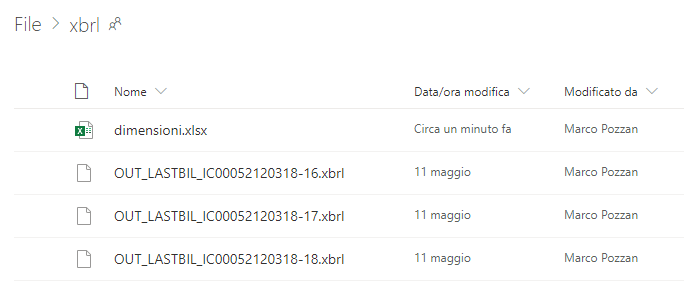 File > xbrl
Nome Data/ora modifica Modificato da
dimensioni.xlsx Circa un minuto fa Marco Pozzan
OUT_LASTBIL_IC00052120318-16.xbrl 11 maggio Marco Pozzan
OUT_LASTBIL_IC00052120318-17.xbrl 11 maggio Marco Pozzan
OUT_LASTBIL_IC00052120318-18.xbrl 11 maggio Marco Pozzan